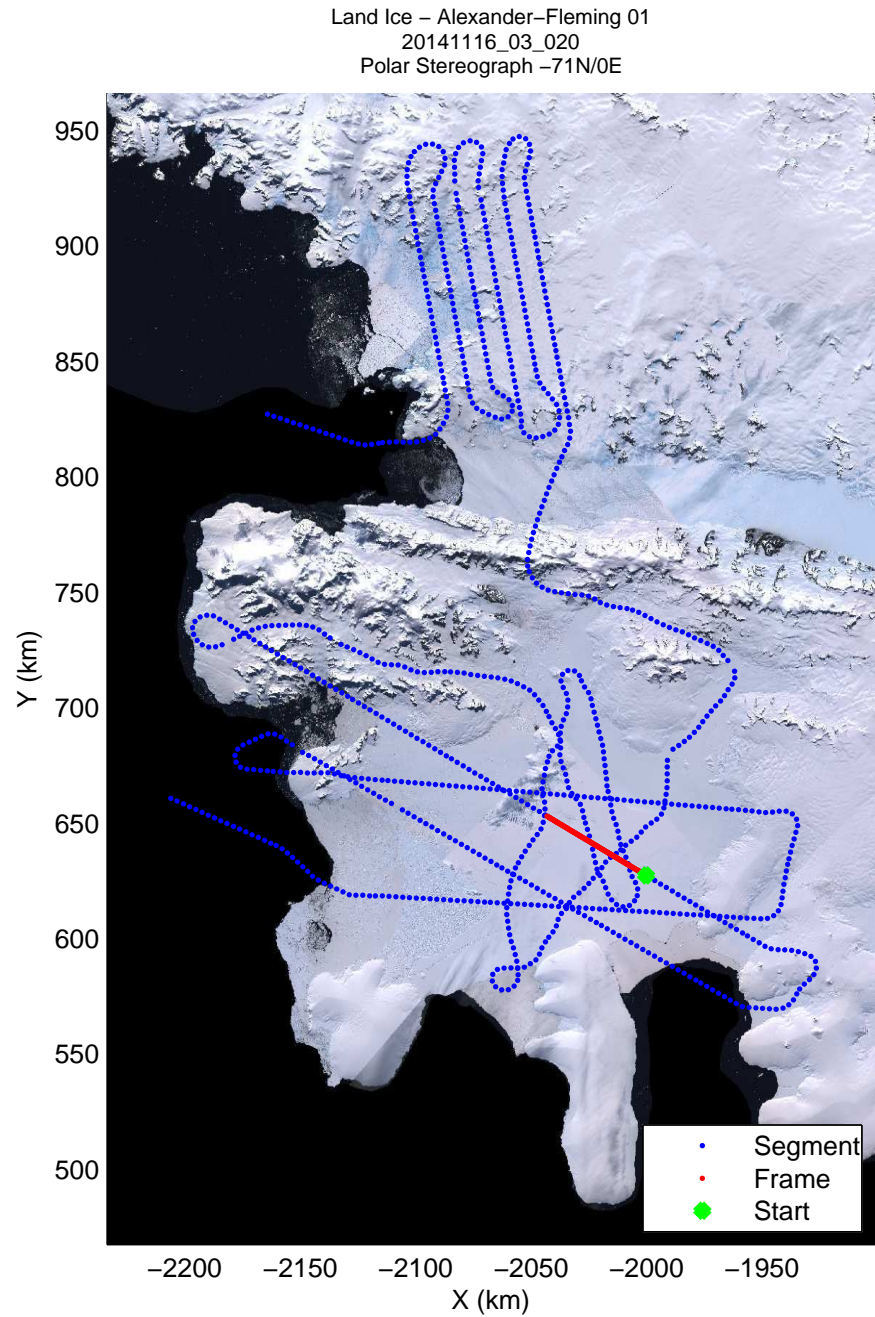 Land Ice − Alexander−Fleming 01
20141116_03_020
Polar Stereograph −71N/0E
950
900
850
800
750
700
650
600
550
500
Y (km)
Segment
Frame
Start
−2200 −2150 −2100 −2050 −2000 −1950
X (km)